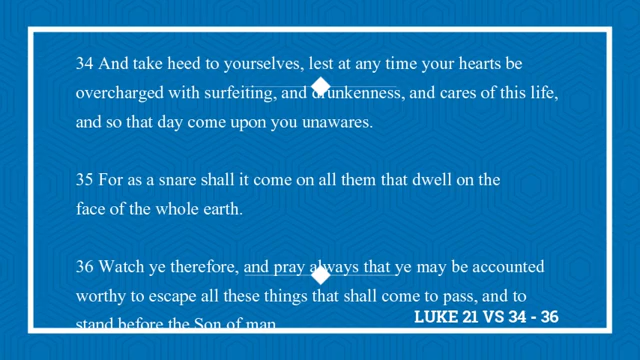 34 And take heed to yourselves, lest at any time your hearts be
overcharged with surfeiting, and drunkenness, and cares of this life,
and so that day come upon you unawares.
35 For as a snare shall it come on all them that dwell on the
face of the whole earth.
36 Watch ye therefore, and pray always that ye may be accounted
worthy to escape all these things that shall come to pass, and to
stand before the Son of man
LUKE 21 VS 34 - 36